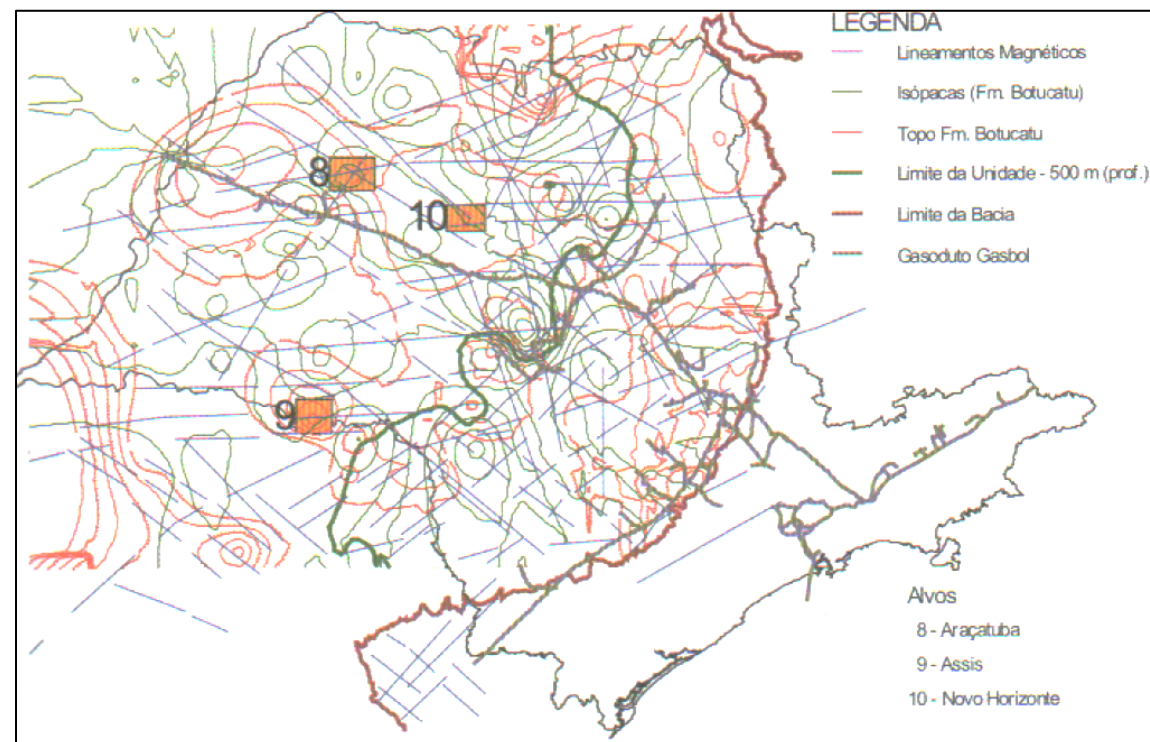 LEGENDA
Lineamentos Magnéticos
Isópacas (Fm. Botucatu)
Topo Fm. Botucatu
Limite da Unidade - 500 m (prof.)
Limite da Bacia
Gasoduto Gasbol
8
10
9
Alvos
8 - Araçatuba
9 - Assis
10 - Novo Horizonte